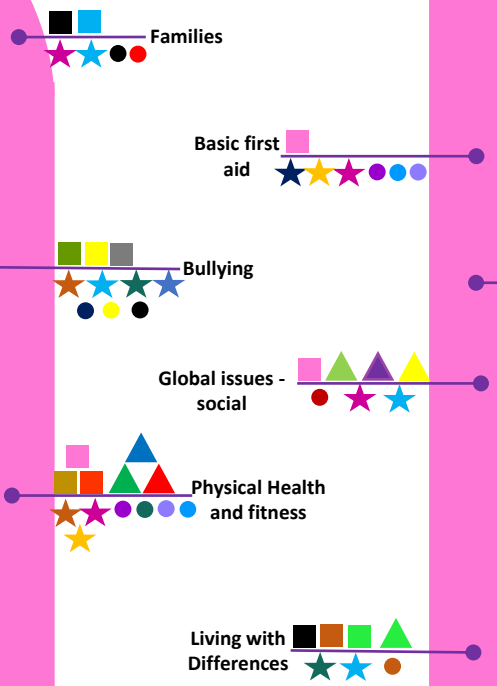 Families
Basic first
aid
Bullying
Global issues -
social
Physical Health
and fitness
Living with
Differences